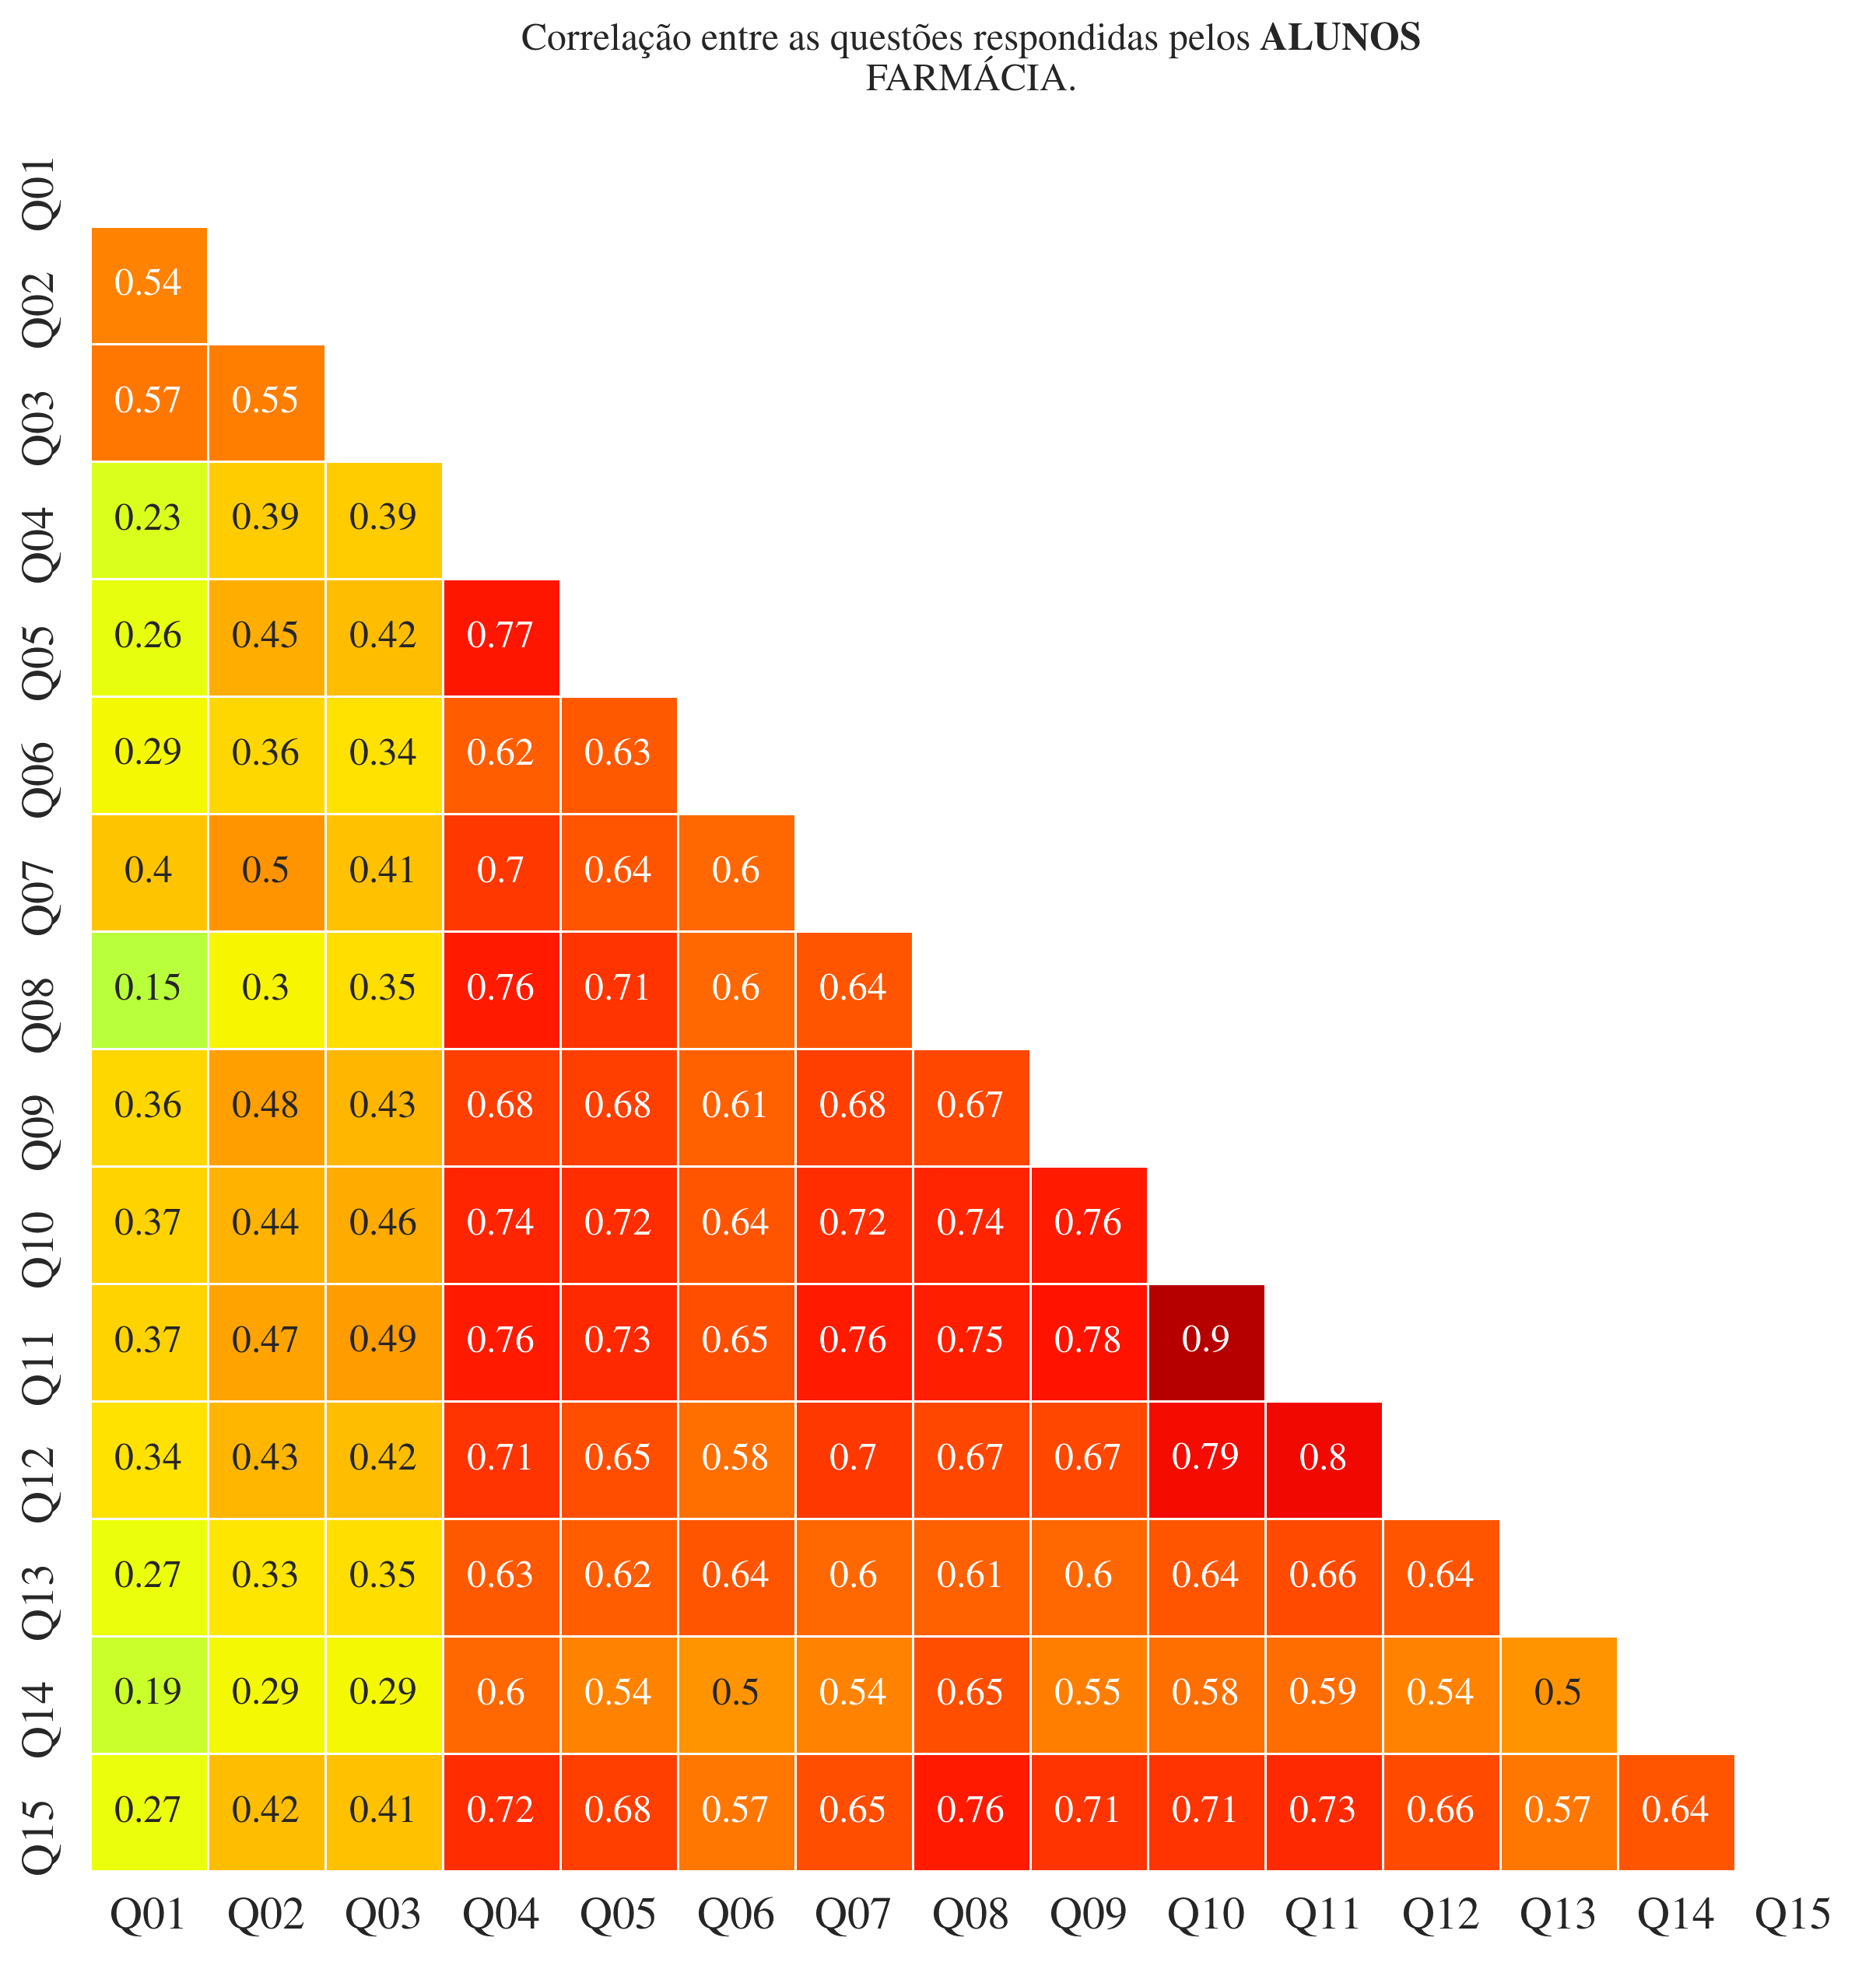 Correlação entre as questões respondidas pelos ALUNOS
FARMÁCIA.
Q01
Q02 0.54
Q03 0.57 0.55
Q04 0.23 0.39 0.39
Q05 0.26 0.45 0.42 0.77
Q06 0.29 0.36 0.34 0.62 0.63
Q07 0.4 0.5 0.41 0.7 0.64 0.6
Q08 0.15 0.3 0.35 0.76 0.71 0.6 0.64
Q09 0.36 0.48 0.43 0.68 0.68 0.61 0.68 0.67
Q10 0.37 0.44 0.46 0.74 0.72 0.64 0.72 0.74 0.76
Q11 0.37 0.47 0.49 0.76 0.73 0.65 0.76 0.75 0.78 0.9
Q12 0.34 0.43 0.42 0.71 0.65 0.58 0.7 0.67 0.67 0.79 0.8
Q13 0.27 0.33 0.35 0.63 0.62 0.64 0.6 0.61 0.6 0.64 0.66 0.64
Q14 0.19 0.29 0.29 0.6 0.54 0.5 0.54 0.65 0.55 0.58 0.59 0.54 0.5
Q15 0.27 0.42 0.41 0.72 0.68 0.57 0.65 0.76 0.71 0.71 0.73 0.66 0.57 0.64
Q01 Q02 Q03 Q04 Q05 Q06 Q07 Q08 Q09 Q10 Q11 Q12 Q13 Q14 Q15